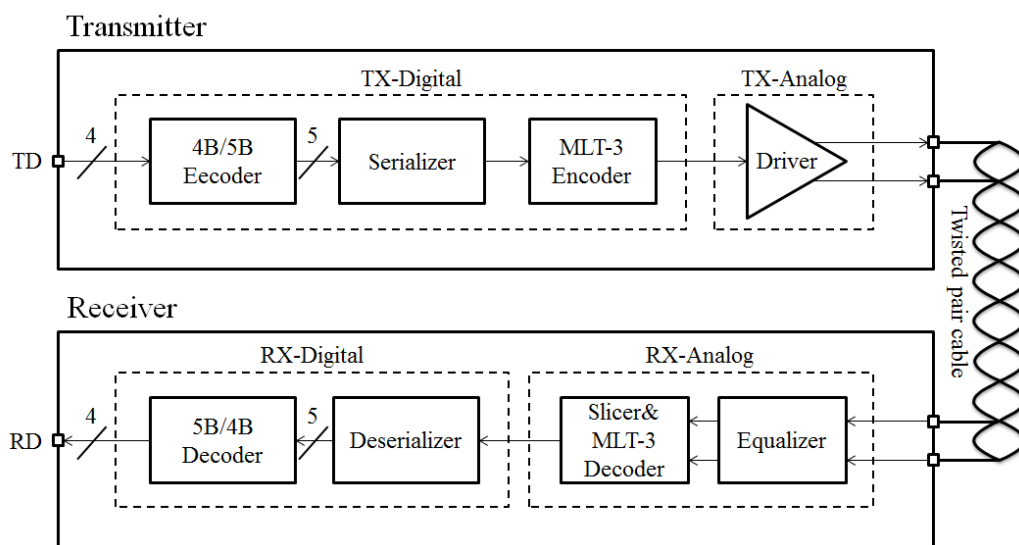 Transmitter
TX-Digital
TX-Analog
TD
4
4B/5B
Eecoder
5
Serializer
MLT-3
Encoder
Driver
Twisted pair cable
Receiver
RX-Digital
RX-Analog
RD
4
5B/4B
Decoder
5
Deserializer
Slicer&
MLT-3
Decoder
Equalizer